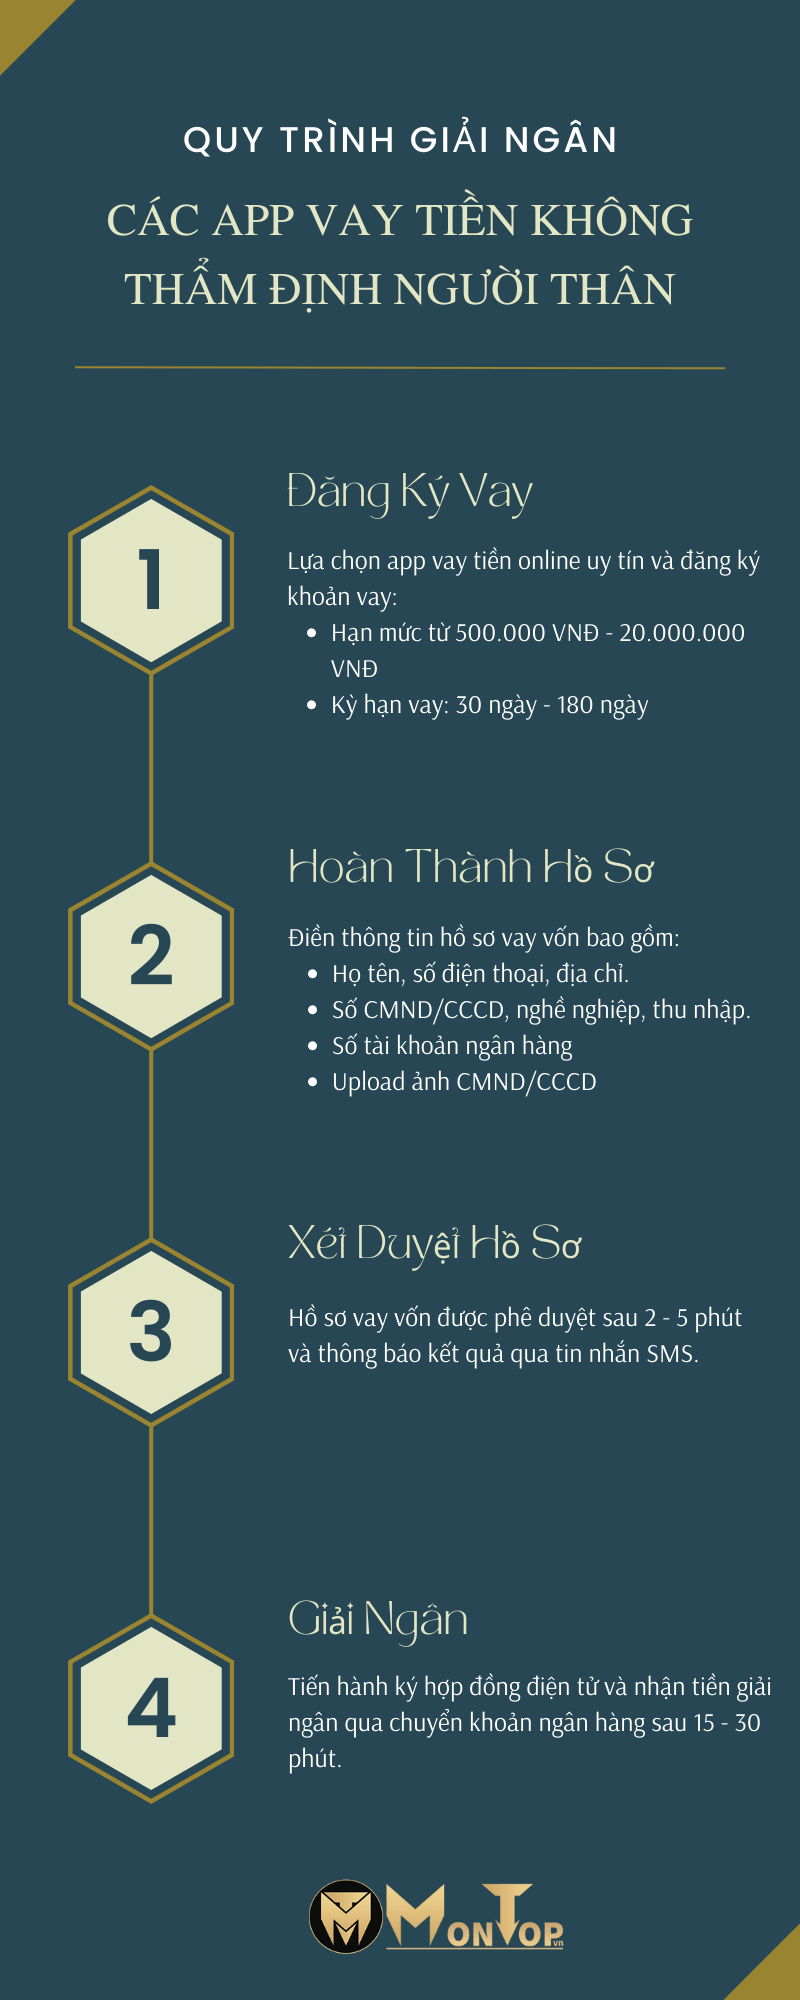 QUY TRÌNH GIẢI NGÂN
CÁC APP VAY TIỀN KHÔNG
THẨM ĐỊNH NGƯỜI THÂN
1
Đăng Ký Vay
Lựa chọn app vay tiền online uy tín và đăng ký
khoản vay:
• Hạn mức từ 500.000 VNĐ - 20.000.000
VNĐ
• Kỳ hạn vay: 30 ngày - 180 ngày
2
Hoàn Thành Hồ Sơ
Điền thông tin hồ sơ vay vốn bao gồm:
• Họ tên, số điện thoại, địa chỉ.
• Số CMND/CCCD, nghề nghiệp, thu nhập.
• Số tài khoản ngân hàng
• Upload ảnh CMND/CCCD
3
Xét Duyệt Hồ Sơ
Hồ sơ vay vốn được phê duyệt sau 2 - 5 phút
và thông báo kết quả qua tin nhắn SMS.
4
Giải Ngân
Tiến hành ký hợp đồng điện tử và nhận tiền giải
ngân qua chuyển khoản ngân hàng sau 15 - 30
phút.
MONTOP.vn